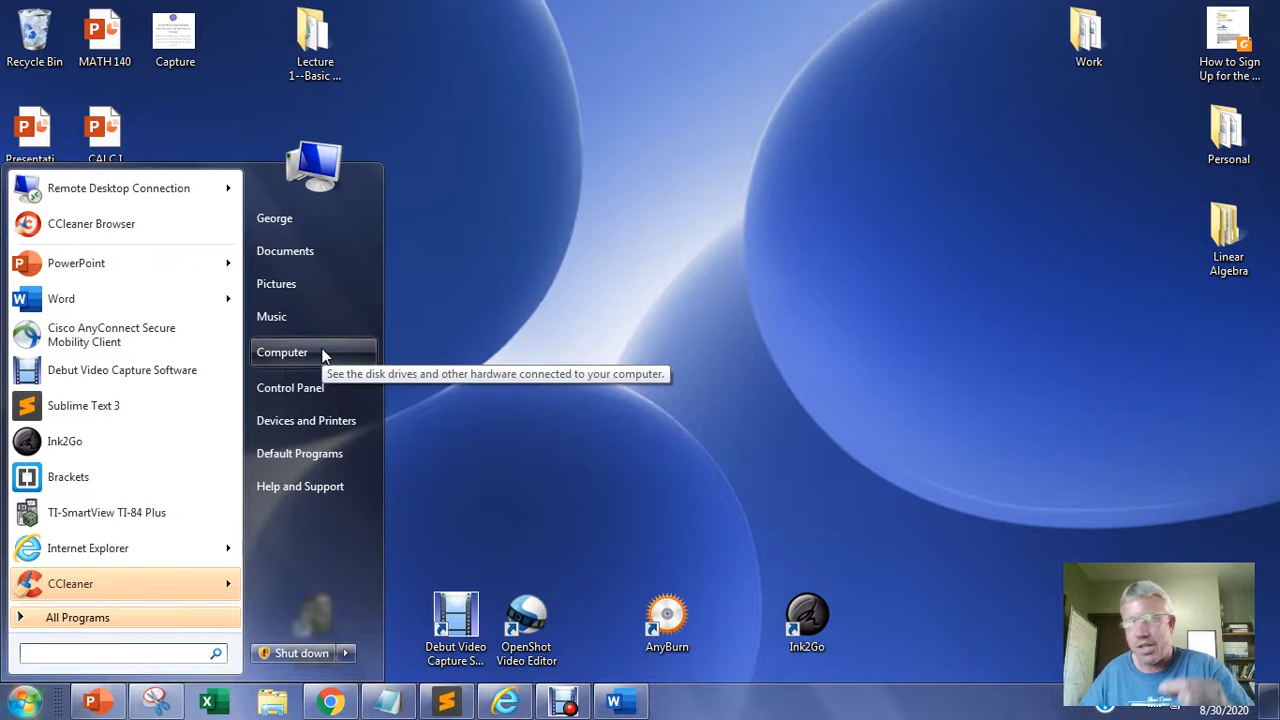 Recycle Bin
MATH 140
Capture
Lecture
1--Basic ...
Work
How to Sign
Up for the ...
Presentati...
CALC I
Personal
Linear
Algebra
Remote Desktop Connection
CCleaner Browser
PowerPoint
Word
Cisco AnyConnect Secure
Mobility Client
Debut Video Capture Software
Sublime Text 3
Ink2Go
Brackets
TI-SmartView TI-84 Plus
Internet Explorer
CCleaner
All Programs
George
Documents
Pictures
Music
Computer
See the disk drives and other hardware connected to your computer.
Control Panel
Devices and Printers
Default Programs
Help and Support
Shut down
Debut Video
Capture S...
OpenShot
Video Editor
AnyBurn
Ink2Go
8/30/2020